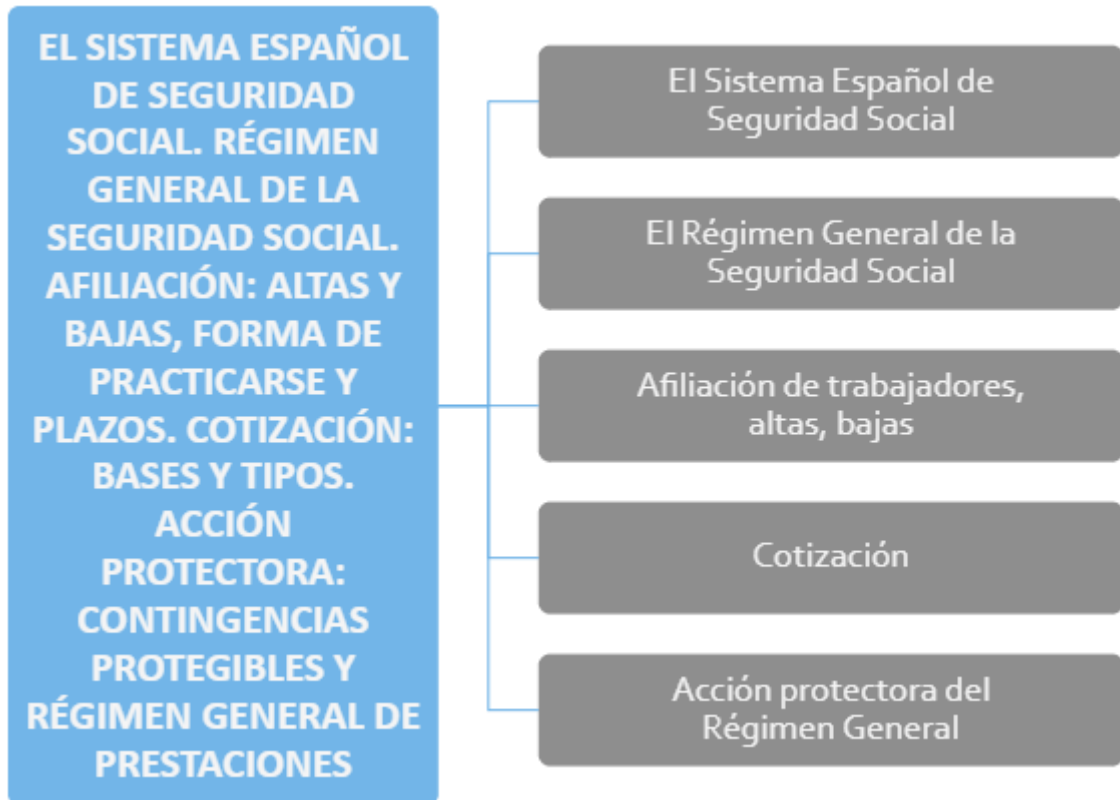 EL SISTEMA ESPAÑOL
DE SEGURIDAD
SOCIAL. RÉGIMEN
GENERAL DE LA
SEGURIDAD SOCIAL.
AFILIACIÓN: ALTAS Y
BAJAS, FORMA DE
PRACTICARSE Y
PLAZOS. COTIZACIÓN:
BASES Y TIPOS.
ACCIÓN
PROTECTORA:
CONTINGENCIAS
PROTEGIBLES Y
RÉGIMEN GENERAL DE
PRESTACIONES
El Sistema Español de
Seguridad Social
El Régimen General de la
Seguridad Social
Afiliación de trabajadores,
altas, bajas
Cotización
Acción protectora del
Régimen General